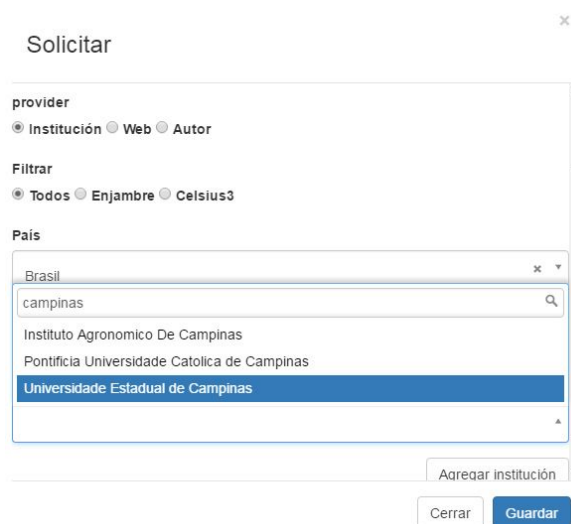 ×
Solicitar
provider
Institución Web Autor
Filtrar
Todos Enjambre Celsius3
País
Brasil
campinas
Instituto Agronomico De Campinas
Pontificia Universidade Catolica de Campinas
Universidade Estadual de Campinas
Agregar institución
Cerrar Guardar